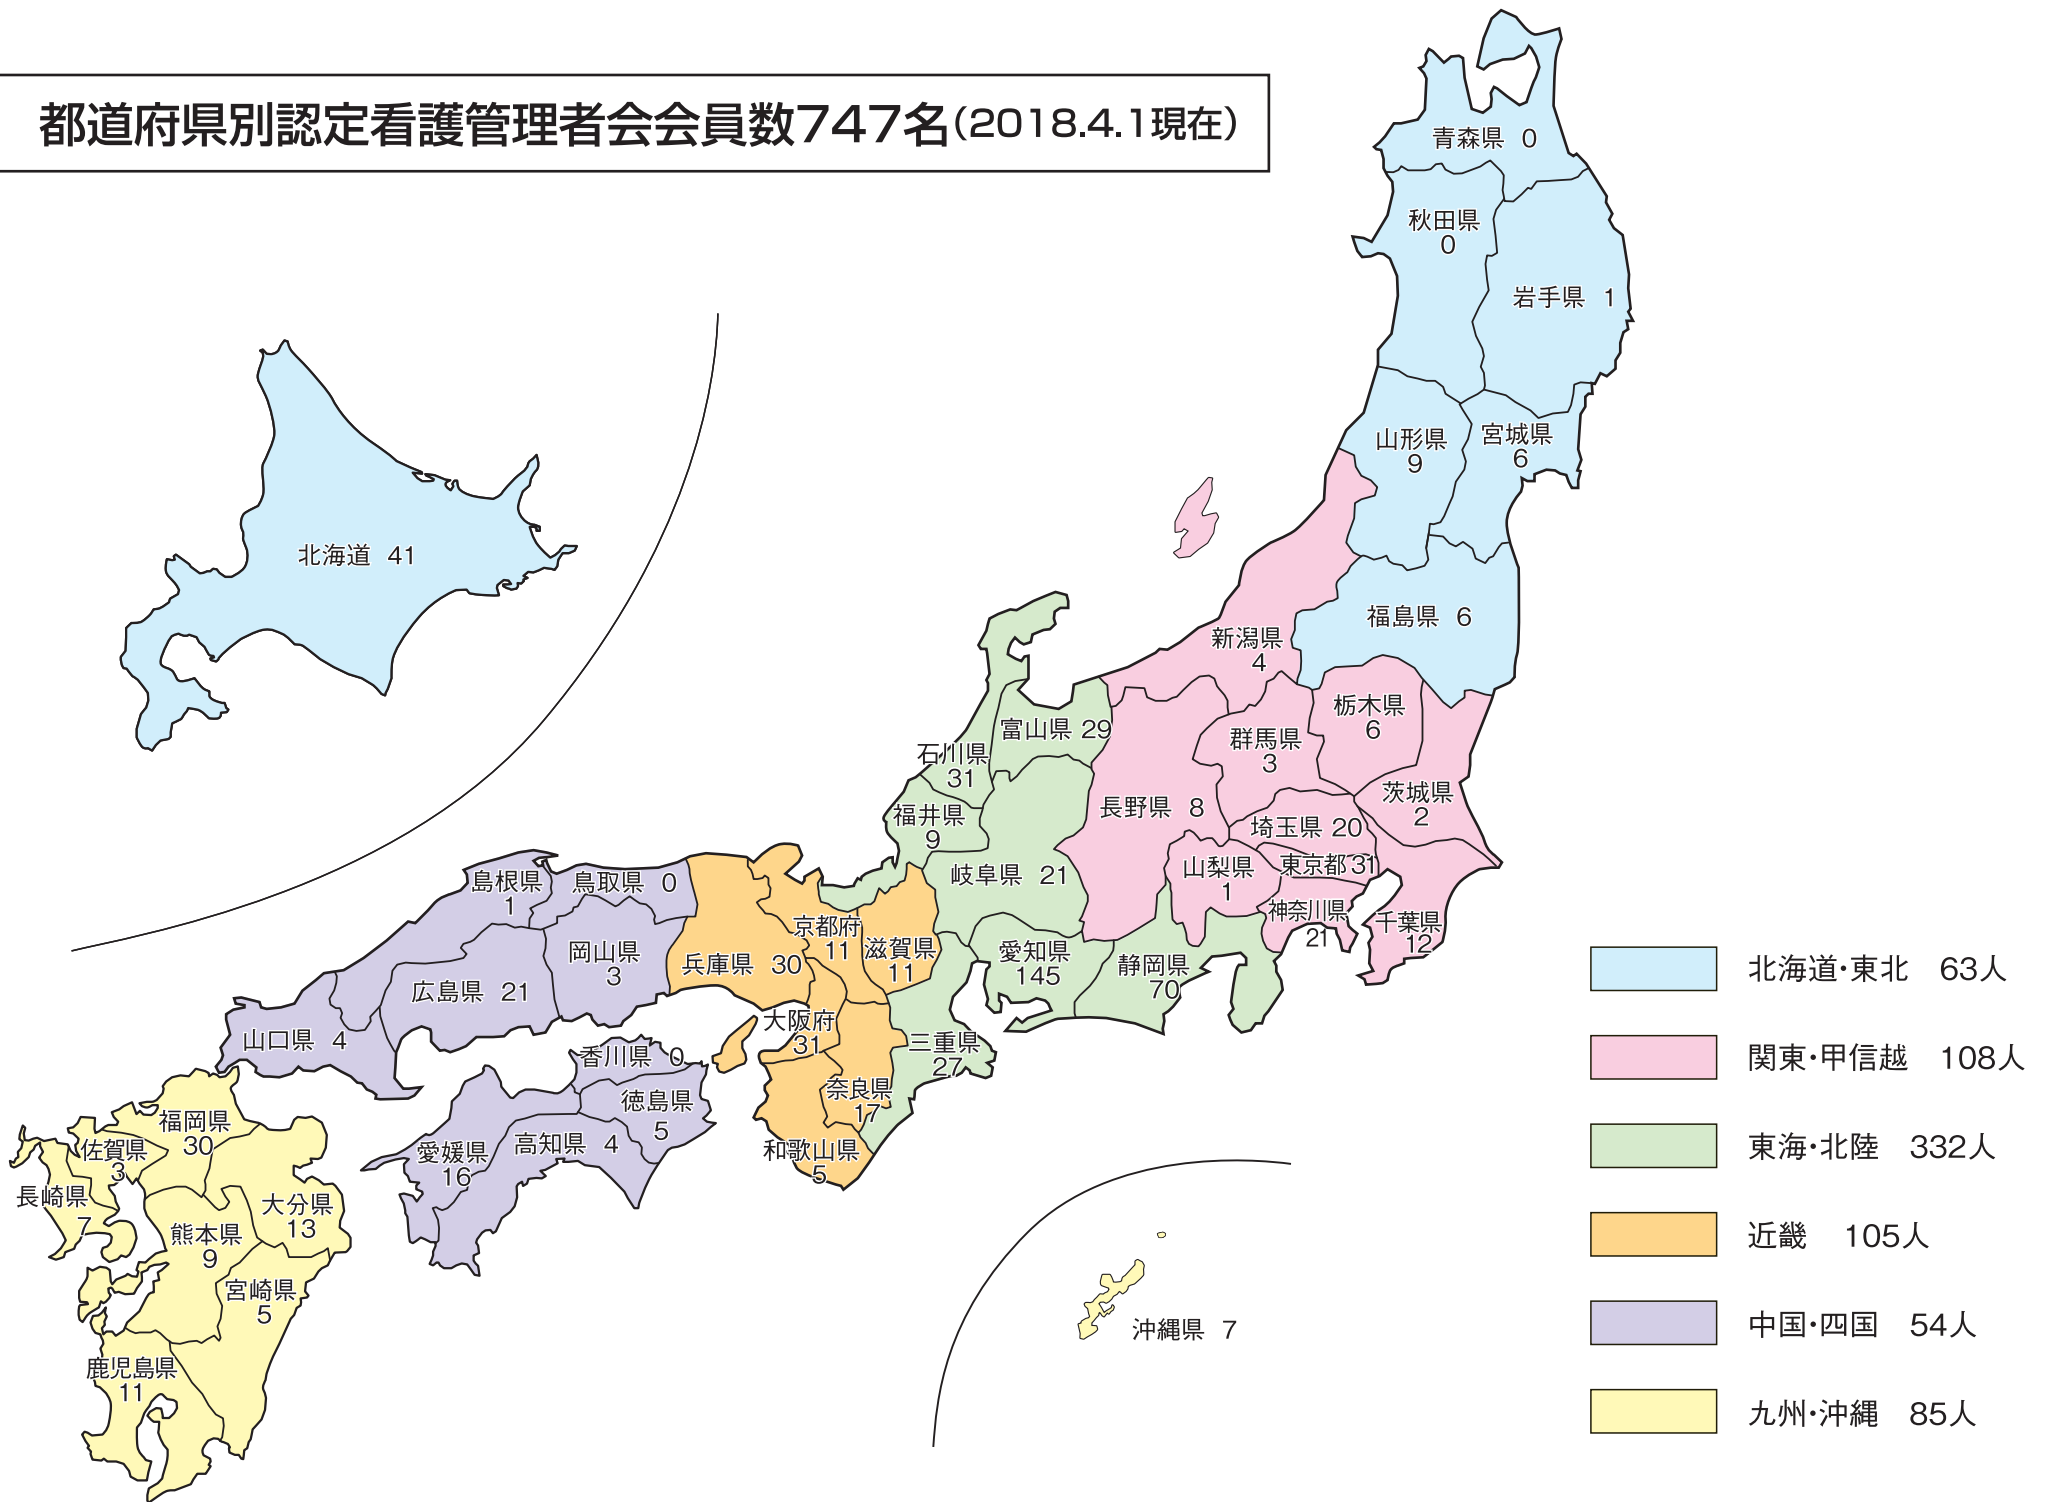 都道府県別認定看護管理者会会員数747名（2018.4.1現在）
青森県 0
秋田県
0
岩手県 1
山形県
9
宮城県
6
福島県 6
北海道 41
新潟県
4
栃木県
6
群馬県
3
茨城県
2
長野県 8
埼玉県 20
東京都 31
山梨県
1
神奈川県
21
千葉県
12
富山県 29
石川県
31
福井県
9
岐阜県 21
愛知県
145
静岡県
70
三重県
27
京都府
11
滋賀県
11
兵庫県 30
大阪府
31
奈良県
17
和歌山県
5
島根県
1
鳥取県 0
岡山県
3
広島県 21
山口県 4
香川県 0
徳島県
5
高知県 4
愛媛県
16
福岡県
30
佐賀県
3
長崎県
7
大分県
13
熊本県
9
宮崎県
5
鹿児島県
11
沖縄県 7
北海道・東北 63人
関東・甲信越 108人
東海・北陸 332人
近畿 105人
中国・四国 54人
九州・沖縄 85人